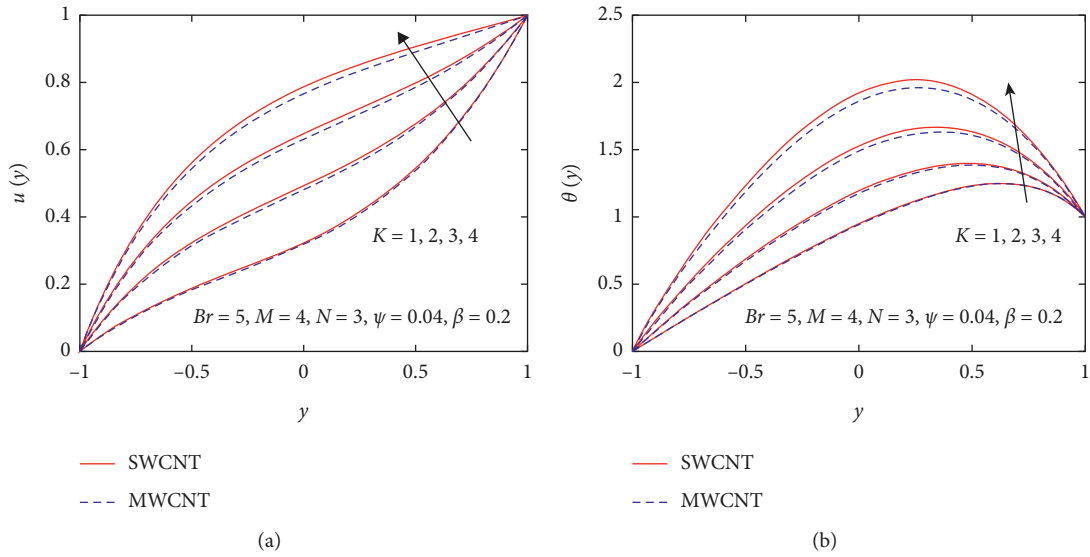 1
0.8
0.6
0.4
0.2
0
u (y)
K = 1, 2, 3, 4
Br = 5, M = 4, N = 3, ψ = 0.04, β = 0.2
–1
–0.5
0
0.5
1
y
SWCNT
MWCNT
(a)
2.5
2
1.5
1
0.5
0
θ (y)
K = 1, 2, 3, 4
Br = 5, M = 4, N = 3, ψ = 0.04, β = 0.2
–1
–0.5
0
0.5
1
y
SWCNT
MWCNT
(b)